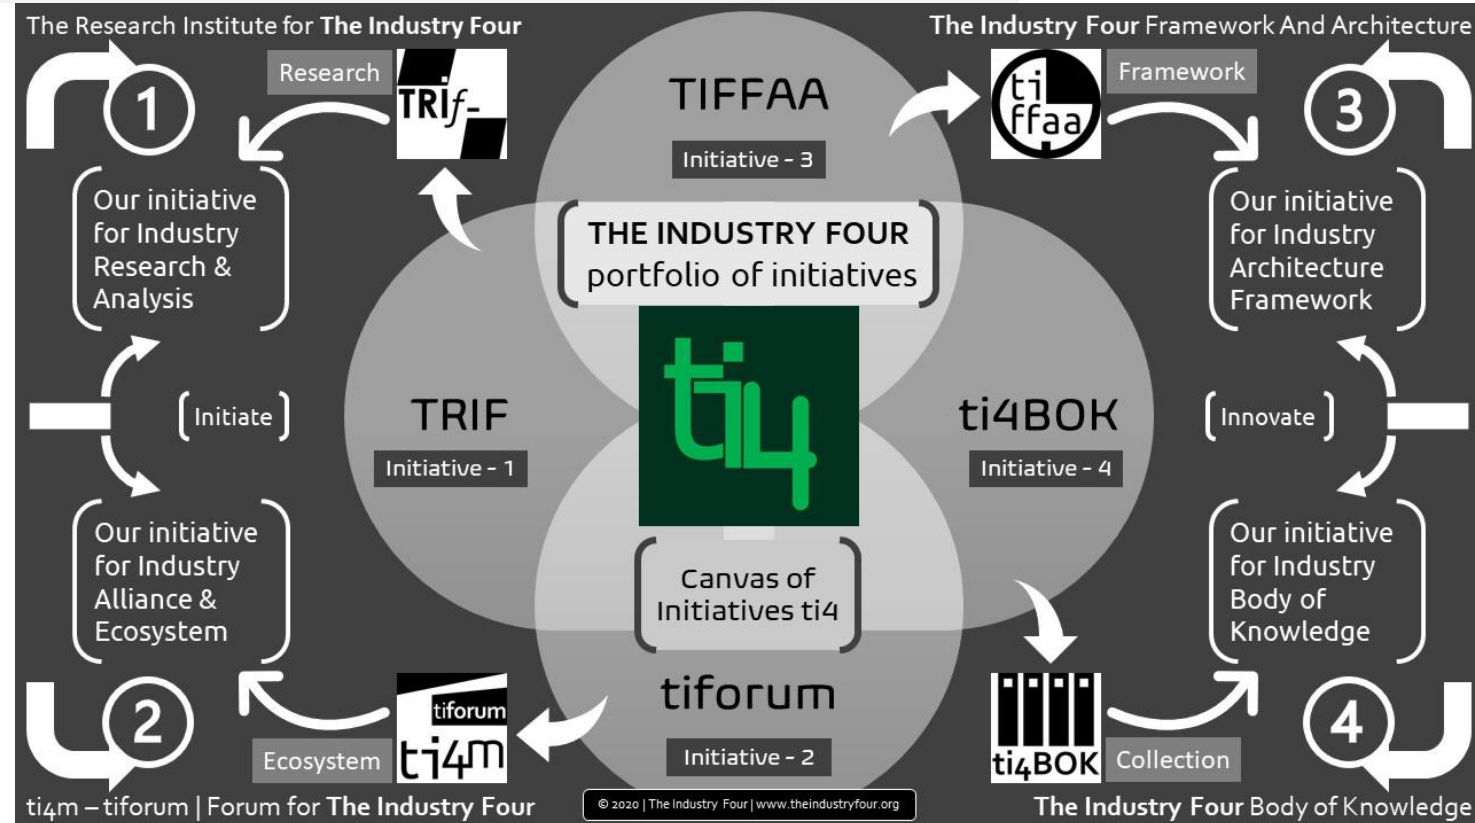 The Research Institute for The Industry Four
The Industry Four Framework And Architecture
1
Research
TRIf-
TIFFAA
Initiative - 3
ti
ffaa
Framework
3
Our initiative
for Industry
Research &
Analysis
THE INDUSTRY FOUR
portfolio of initiatives
Our initiative
for Industry
Architecture
Framework
ti4
Initiate
TRIF
Initiative - 1
ti4BOK
Initiative - 4
Innovate
Our initiative
for Industry
Alliance &
Ecosystem
Canvas of
Initiatives ti4
Our initiative
for Industry
Body of
Knowledge
2
Ecosystem
tiforum
ti4m
tiforum
Initiative - 2
ti4BOK
Collection
4
ti4m – tiforum | Forum for The Industry Four
© 2020 | The Industry Four | www.theindustryfour.org
The Industry Four Body of Knowledge